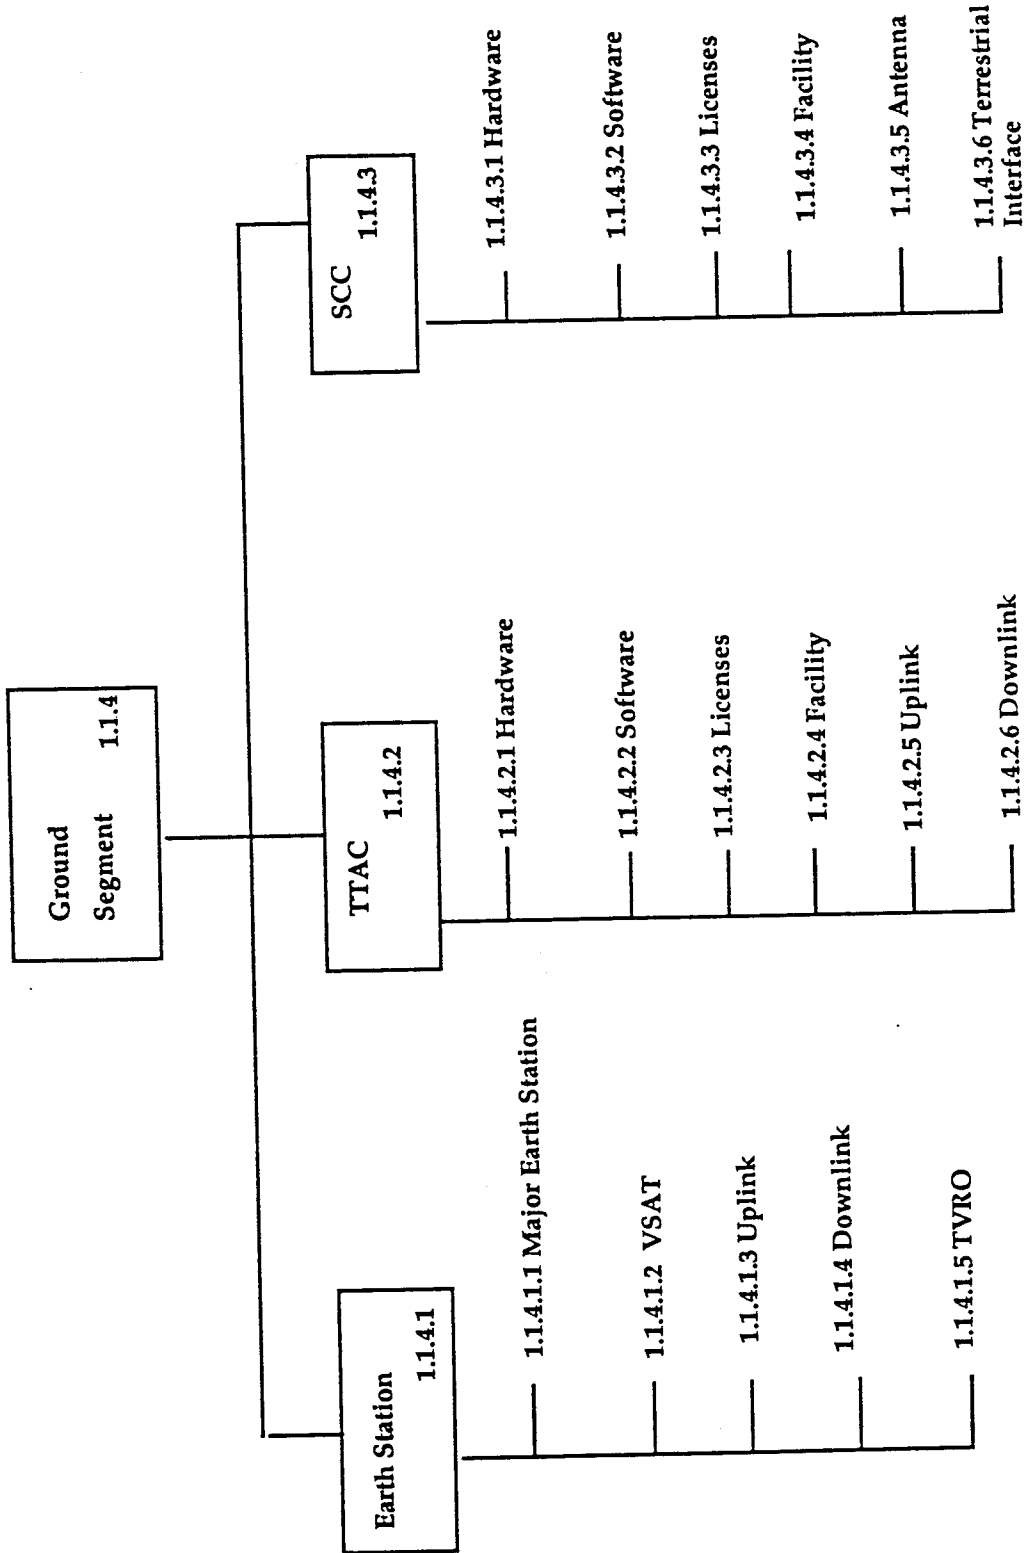 Ground
Segment 1.1.4
Earth Station
1.1.4.1
1.1.4.1.1 Major Earth Station
1.1.4.1.2 VSAT
1.1.4.1.3 Uplink
1.1.4.1.4 Downlink
1.1.4.1.5 TVRO
TTAC
1.1.4.2
1.1.4.2.1 Hardware
1.1.4.2.2 Software
1.1.4.2.3 Licenses
1.1.4.2.4 Facility
1.1.4.2.5 Uplink
1.1.4.2.6 Downlink
SCC
1.1.4.3
1.1.4.3.1 Hardware
1.1.4.3.2 Software
1.1.4.3.3 Licenses
1.1.4.3.4 Facility
1.1.4.3.5 Antenna
1.1.4.3.6 Terrestrial
Interface